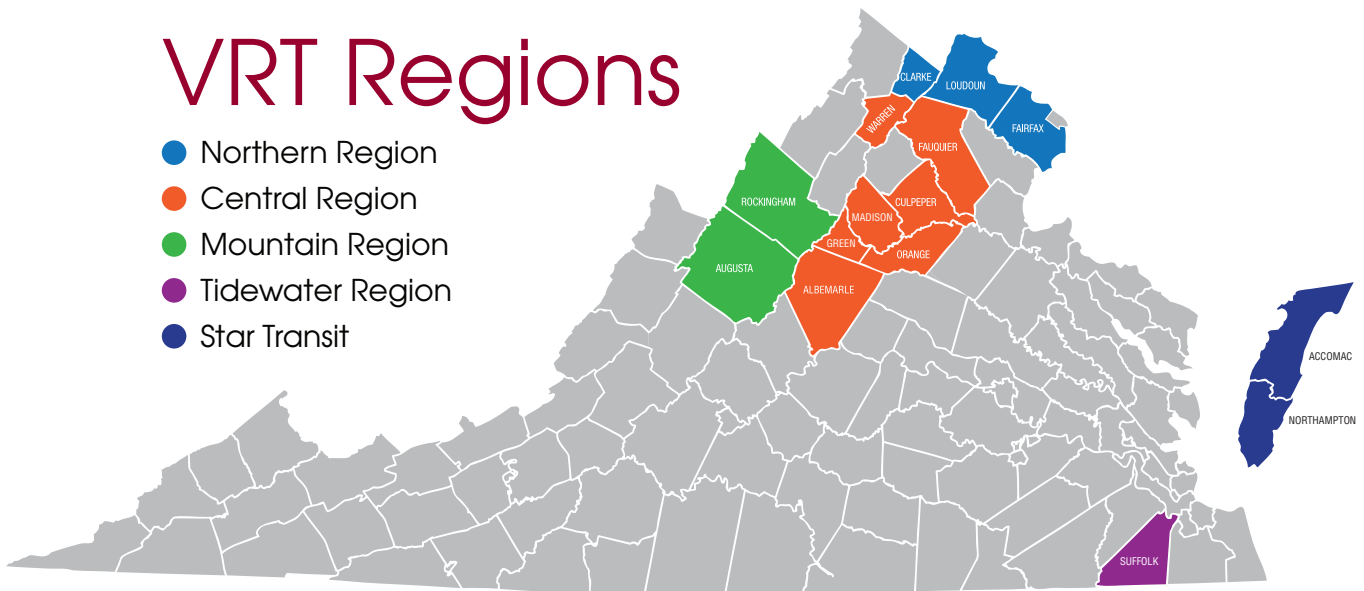 VRT Regions
Northern Region
Central Region
Mountain Region
Tidewater Region
Star Transit
CLARKE
LOUDOUN
WARREN
FAIRFAX
FAUQUIER
ROCKINGHAM
CULPEPER
MADISON
GREEN
ORANGE
AUGUSTA
ALBEMARLE
ACCOMAC
NORTHAMPTON
SUFFOLK